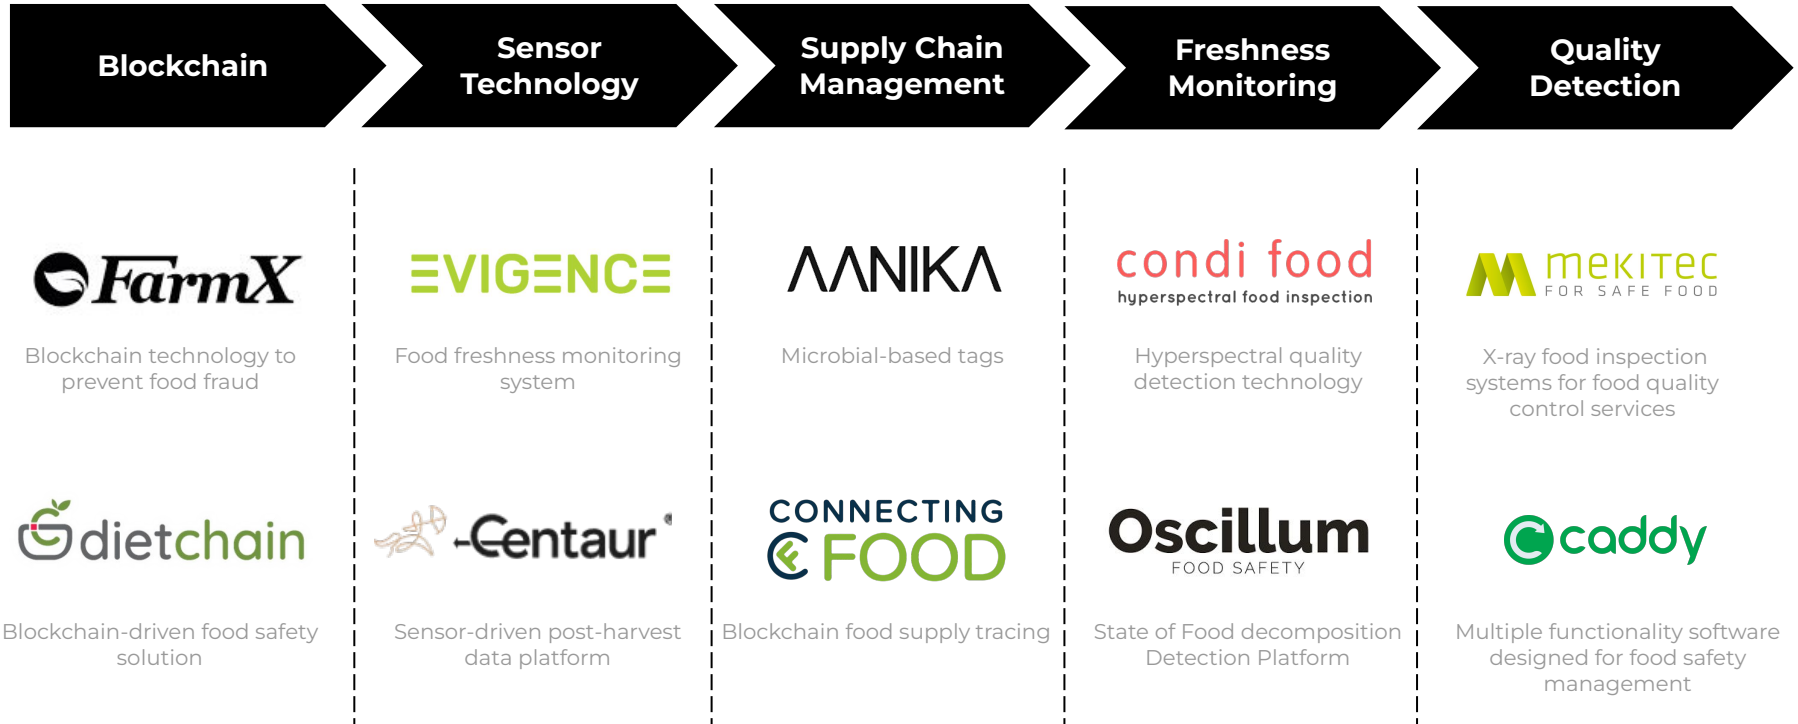 Blockchain
Sensor
Technology
Supply Chain
Management
Freshness
Monitoring
Quality
Detection
FarmX
Blockchain technology to
prevent food fraud
EVIGENCE
Food freshness monitoring
system
AANIKA
Microbial-based tags
condi food
hyperspectral food inspection
Hyperspectral quality
detection technology
MEKITEC
FOR SAFE FOOD
X-ray food inspection
systems for food quality
control services
dietchain
Blockchain-driven food safety
solution
Centaur
Sensor-driven post-harvest
data platform
CONNECTING
FOOD
Blockchain food supply tracing
Oscillum
FOOD SAFETY
State of Food decomposition
Detection Platform
caddy
Multiple functionality software
designed for food safety
management